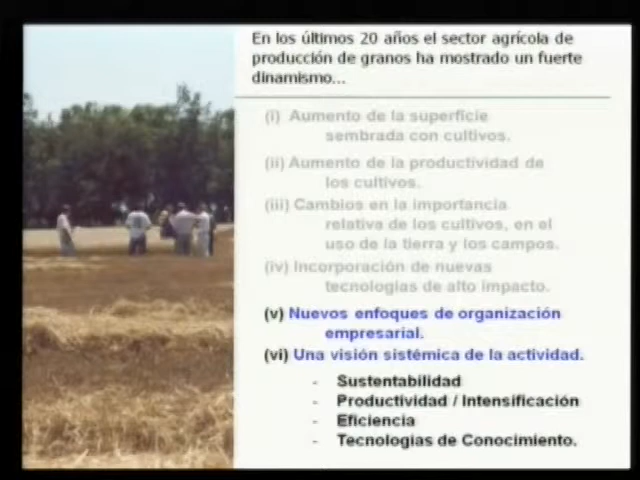 En los últimos 20 años el sector agrícola de
producción de granos ha mostrado un fuerte
dinamismo...
(i) Aumento de la superficie
sembrada con cultivos.
(ii) Aumento de la productividad de
los cultivos.
(iii) Cambios en la importancia
relativa de los cultivos, en el
uso de la tierra y los campos.
(iv) Incorporación de nuevas
tecnologias de alto impacto.
(v) Nuevos enfoques de organización
empresarial.
(vi) Una visión sistémica de la actividad.
- Sustentabilidad
- Productividad / Intensificación
- Eficiencia
- Tecnologias de Conocimiento.